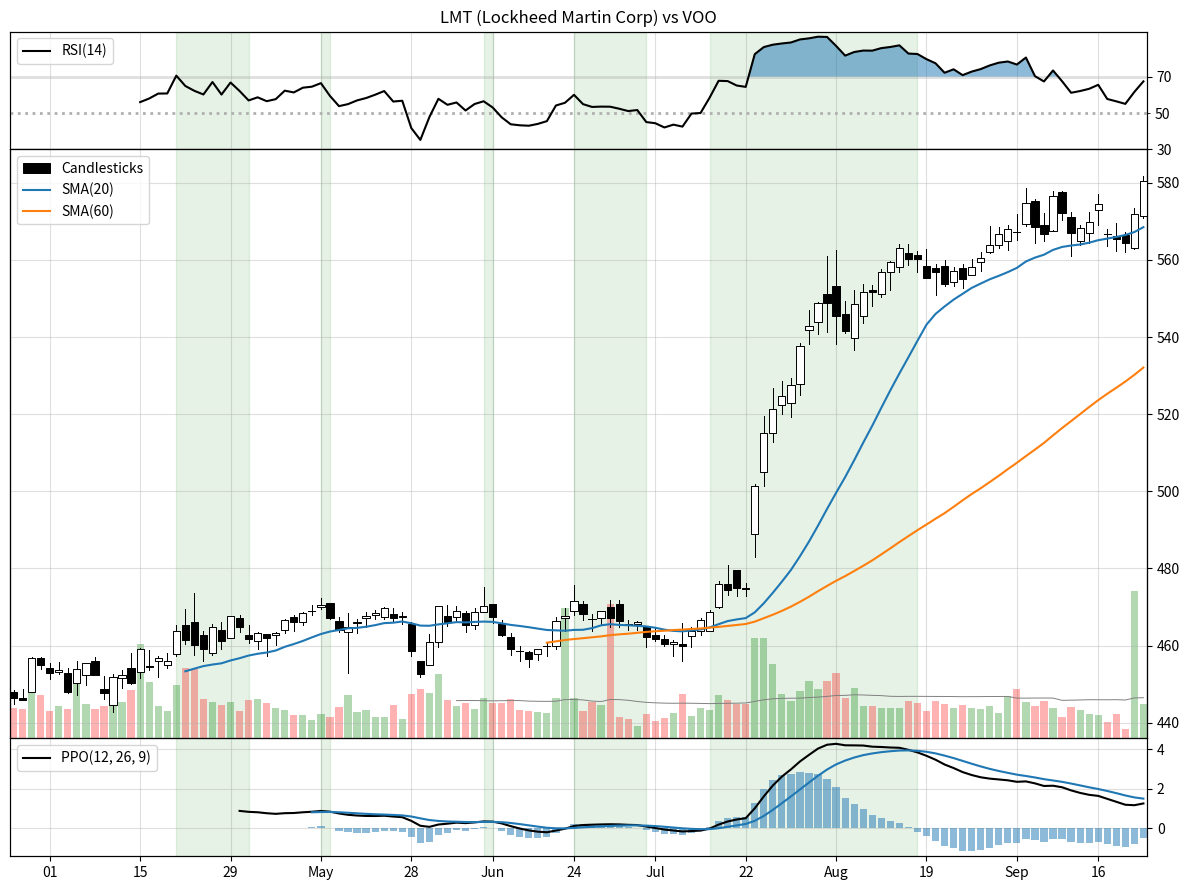 LMT (Lockheed Martin Corp) vs VOO
RSI(14)
70
50
30
Candlesticks
SMA(20)
SMA(60)
580
560
540
520
500
480
460
440
PPO(12, 26, 9)
4
2
0
01 15 29 May 28 Jun 24 Jul 22 Aug 19 Sep 16